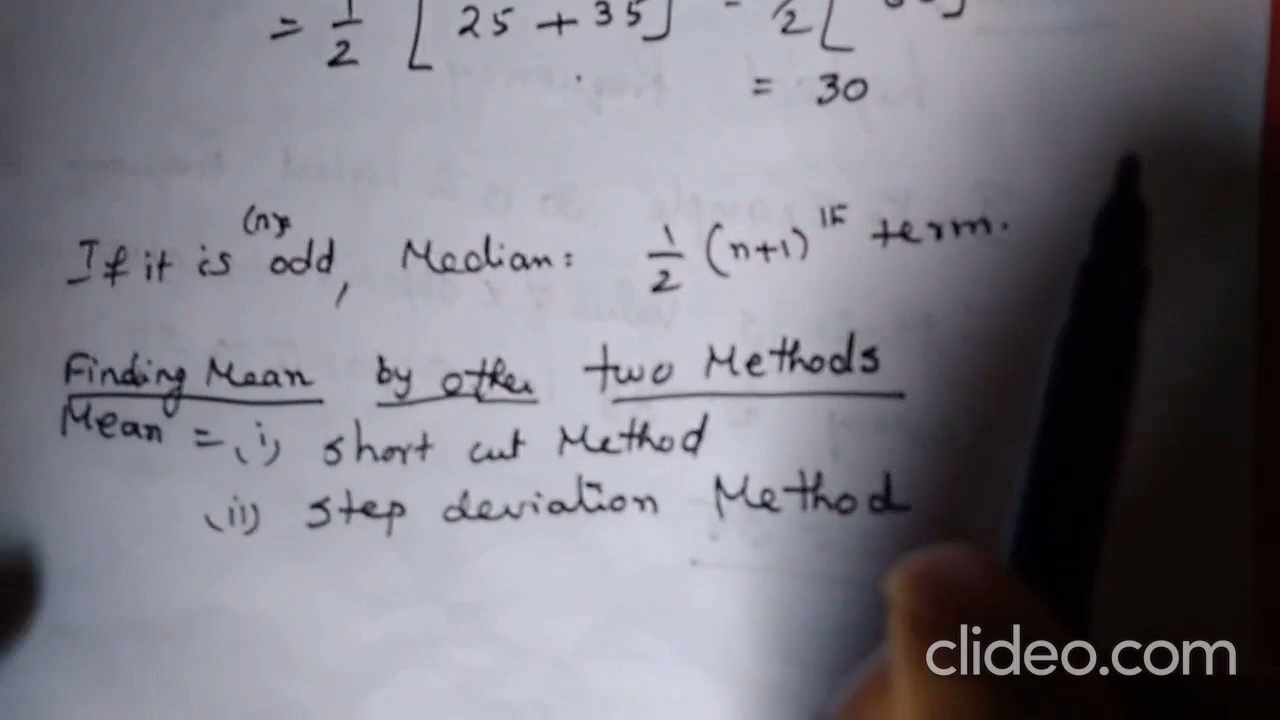 = 1/2 [ 25 + 35 ] = 1/2 [
= 30
(n)
If it is odd, Median: 1/2 (n+1) term.
Finding Mean by other two Methods
Mean = (i) short cut Method
(ii) step deviation Method
clideo.com